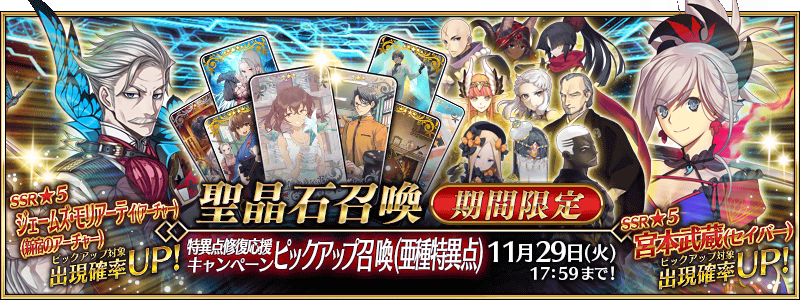 聖晶石召喚
期間限定
特異点修復応援
キャンペーン
ピックアップ召喚(亜種特異点)
11月29日(火)
17:59まで!
SSR★5
ジェームズ・モリアーティ(アーチャー)
(新宿のアーチャー)
ピックアップ対象
出現確率UP!
SSR★5
宮本武蔵(セイバー)
ピックアップ対象
出現確率UP!